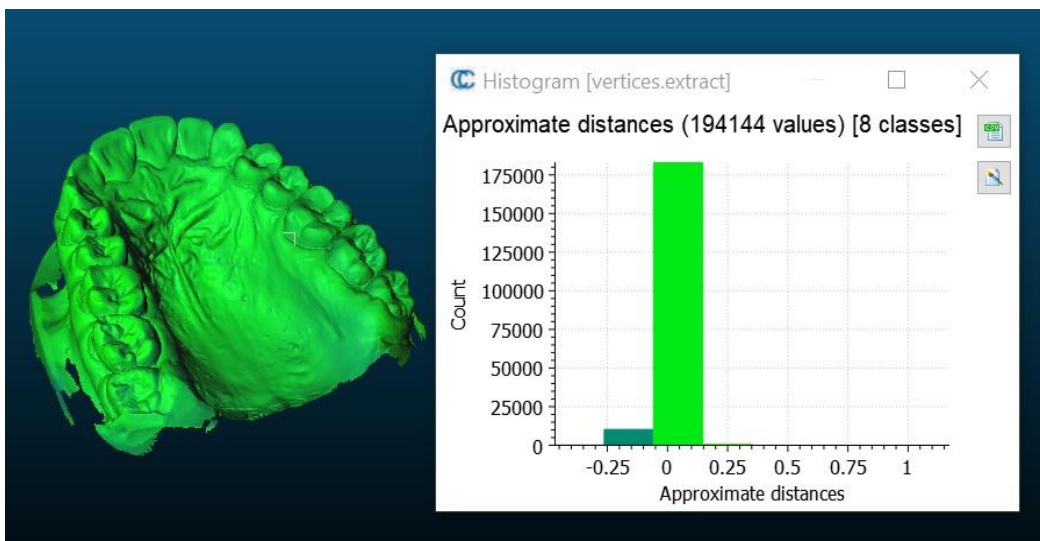 Histogram [vertices.extract]
Approximate distances (194144 values) [8 classes]
CSV
175000
150000
125000
100000
75000
50000
25000
0
Count
-0.25 0 0.25 0.5 0.75 1
Approximate distances